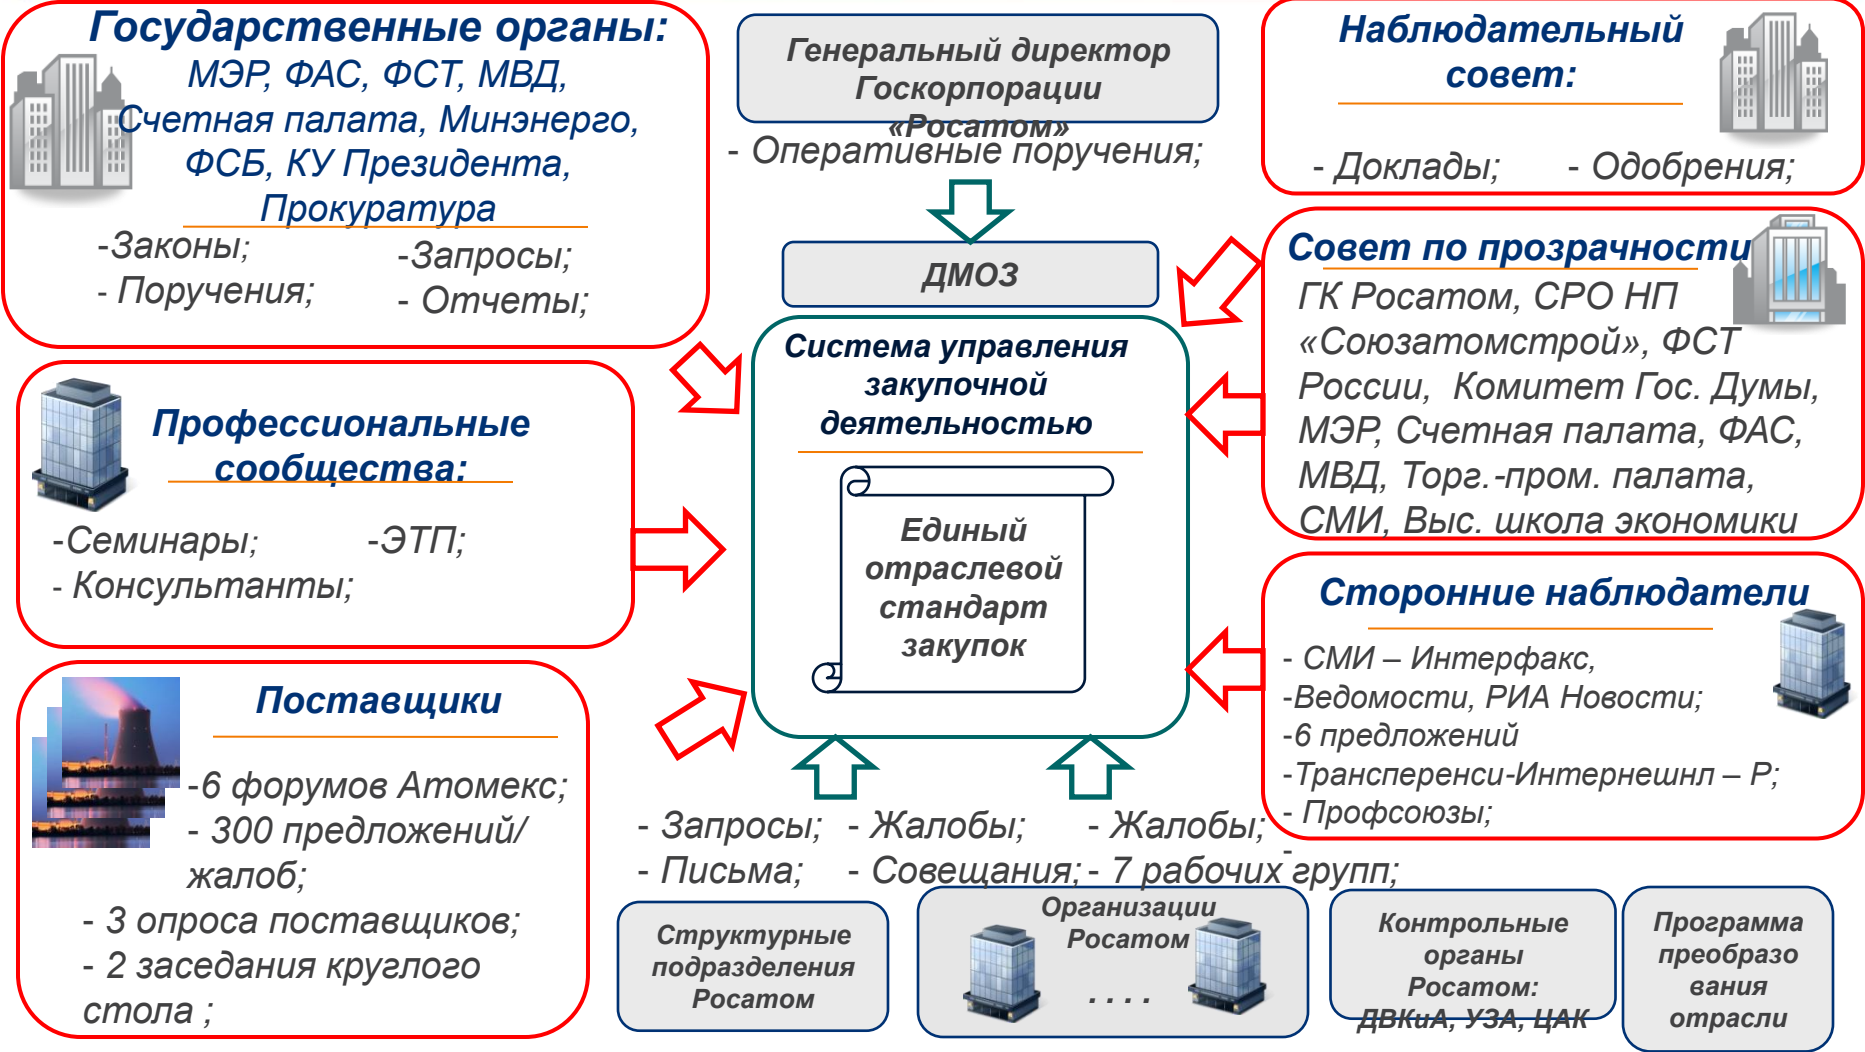 Государственные органы:
МЭР, ФАС, ФСТ, МВД,
Счетная палата, Минэнерго,
ФСБ, КУ Президента,
Прокуратура
-Законы;
- Поручения;
-Запросы;
- Отчеты;
Генеральный директор
Госкорпорации
«Росатом»
- Оперативные поручения;
ДМОЗ
Наблюдательный
совет:
- Доклады;
- Одобрения;
Совет по прозрачности
ГК Росатом, СРО НП
«Союзатомстрой», ФСТ
России, Комитет Гос. Думы,
МЭР, Счетная палата, ФАС,
МВД, Торг.-пром. палата,
СМИ, Выс. школа экономики
Профессиональные
сообщества:
-Семинары;
-ЭТП;
- Консультанты;
Система управления
закупочной
деятельностью
Единый
отраслевой
стандарт
закупок
Сторонние наблюдатели
- СМИ – Интерфакс,
-Ведомости, РИА Новости;
-6 предложений
-Трансперенси-Интернешнл – Р;
- Профсоюзы;
-
Поставщики
-6 форумов Атомекс;
- 300 предложений/
жалоб;
- 3 опроса поставщиков;
- 2 заседания круглого
стола ;
- Запросы;
- Письма;
- Жалобы;
- Совещания;
- Жалобы;
- 7 рабочих групп;
Структурные
подразделения
Росатом
Организации
Росатом
. . . .
Контрольные
органы
Росатом:
ДВКиА, УЗА, ЦАК
Программа
преобразо
вания
отрасли